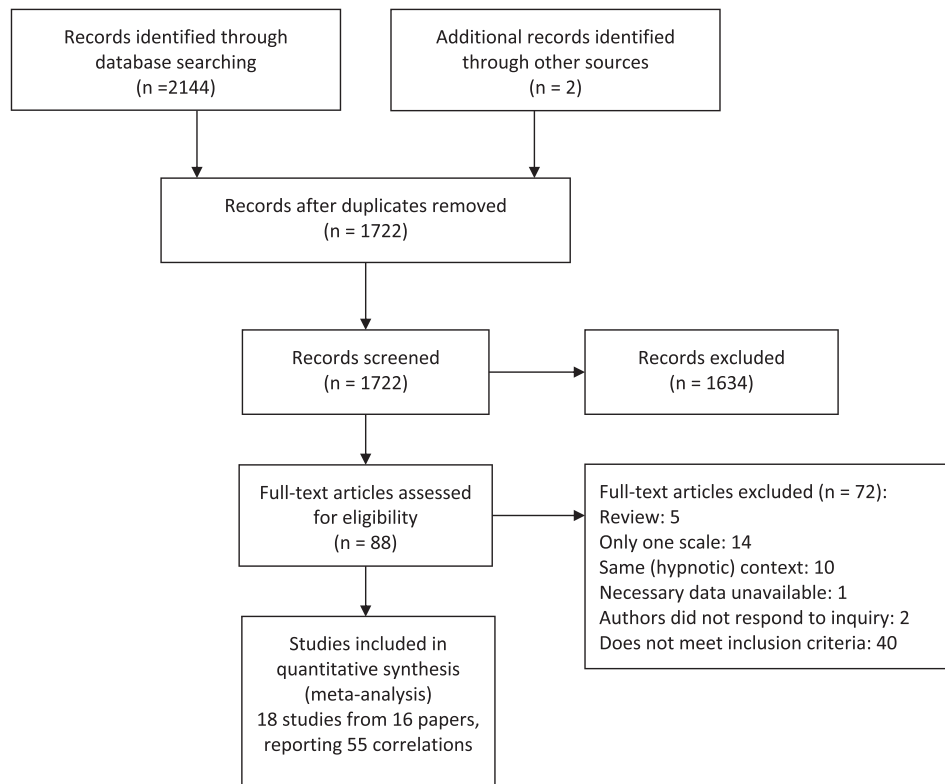 Records identified through
database searching
(n =2144)
Additional records identified
through other sources
(n = 2)
Records after duplicates removed
(n = 1722)
Records screened
(n = 1722)
Records excluded
(n = 1634)
Full-text articles assessed
for eligibility
(n = 88)
Full-text articles excluded (n = 72):
Review: 5
Only one scale: 14
Same (hypnotic) context: 10
Necessary data unavailable: 1
Authors did not respond to inquiry: 2
Does not meet inclusion criteria: 40
Studies included in
quantitative synthesis
(meta-analysis)
18 studies from 16 papers,
reporting 55 correlations